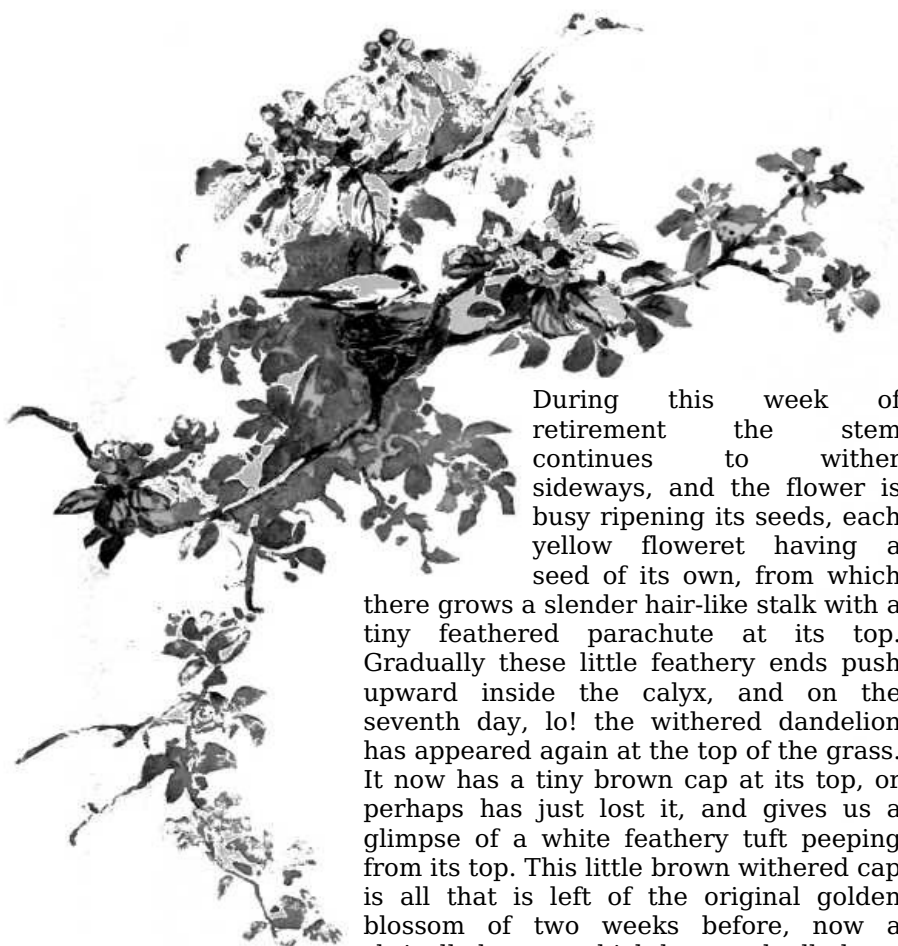 During this week of
retirement the stem
continues to wither
sideways, and the flower is
busy ripening its seeds, each
yellow floweret having a
seed of its own, from which
there grows a slender hair-like stalk with a
tiny feathered parachute at its top.
Gradually these little feathery ends push
upward inside the calyx, and on the
seventh day, lo! the withered dandelion
has appeared again at the top of the grass.
It now has a tiny brown cap at its top, or
perhaps has just lost it, and gives us a
glimpse of a white feathery tuft peeping
from its top. This little brown withered cap
is all that is left of the original golden
blossom of two weeks before, now a